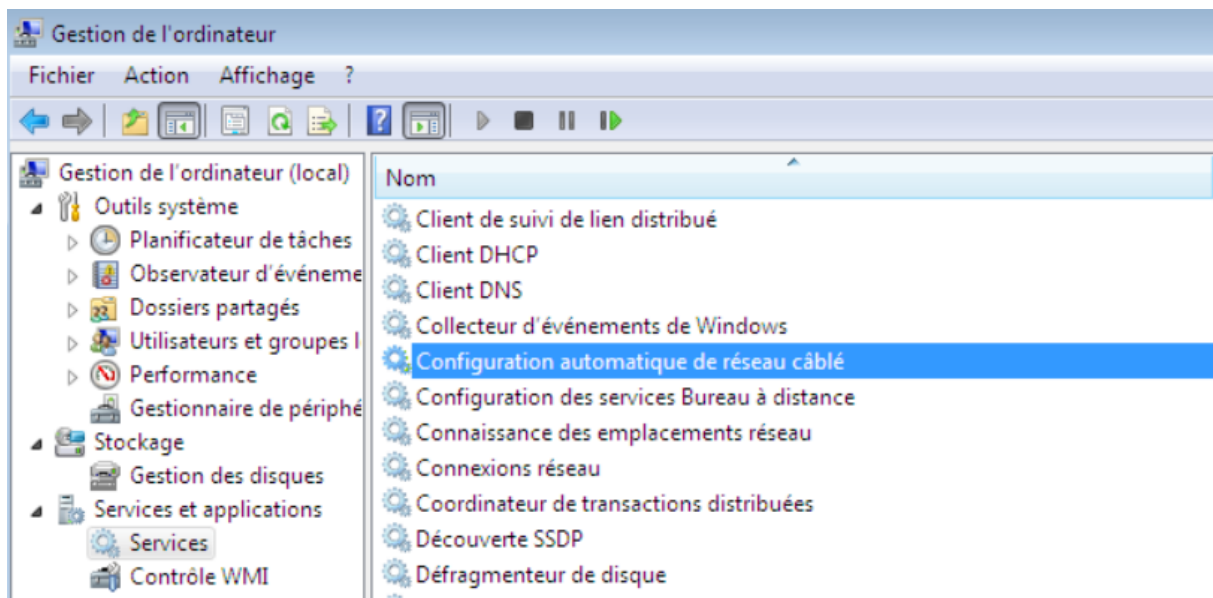 Gestion de l'ordinateur
Fichier Action Affichage ?
Gestion de l'ordinateur (local)
Outils système
Planificateur de tâches
Observateur d'événeme
Dossiers partagés
Utilisateurs et groupes l
Performance
Gestionnaire de périphé
Stockage
Gestion des disques
Services et applications
Services
Contrôle WMI
Nom
Client de suivi de lien distribué
Client DHCP
Client DNS
Collecteur d'événements de Windows
Configuration automatique de réseau câblé
Configuration des services Bureau à distance
Connaissance des emplacements réseau
Connexions réseau
Coordinateur de transactions distribuées
Découverte SSDP
Défragmenteur de disque